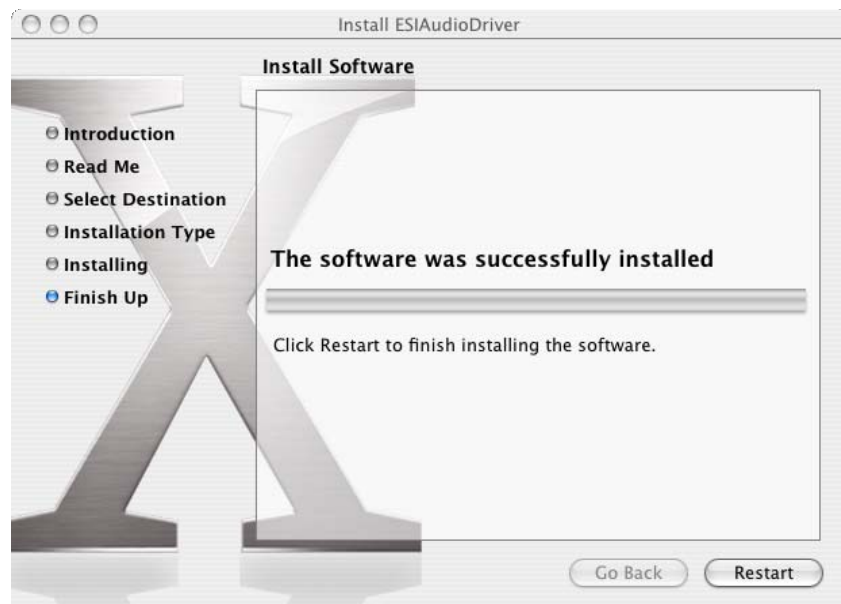 Install ESIAudioDriver
Install Software
Introduction
Read Me
Select Destination
Installation Type
Installing
Finish Up
The software was successfully installed
Click Restart to finish installing the software.
Go Back
Restart